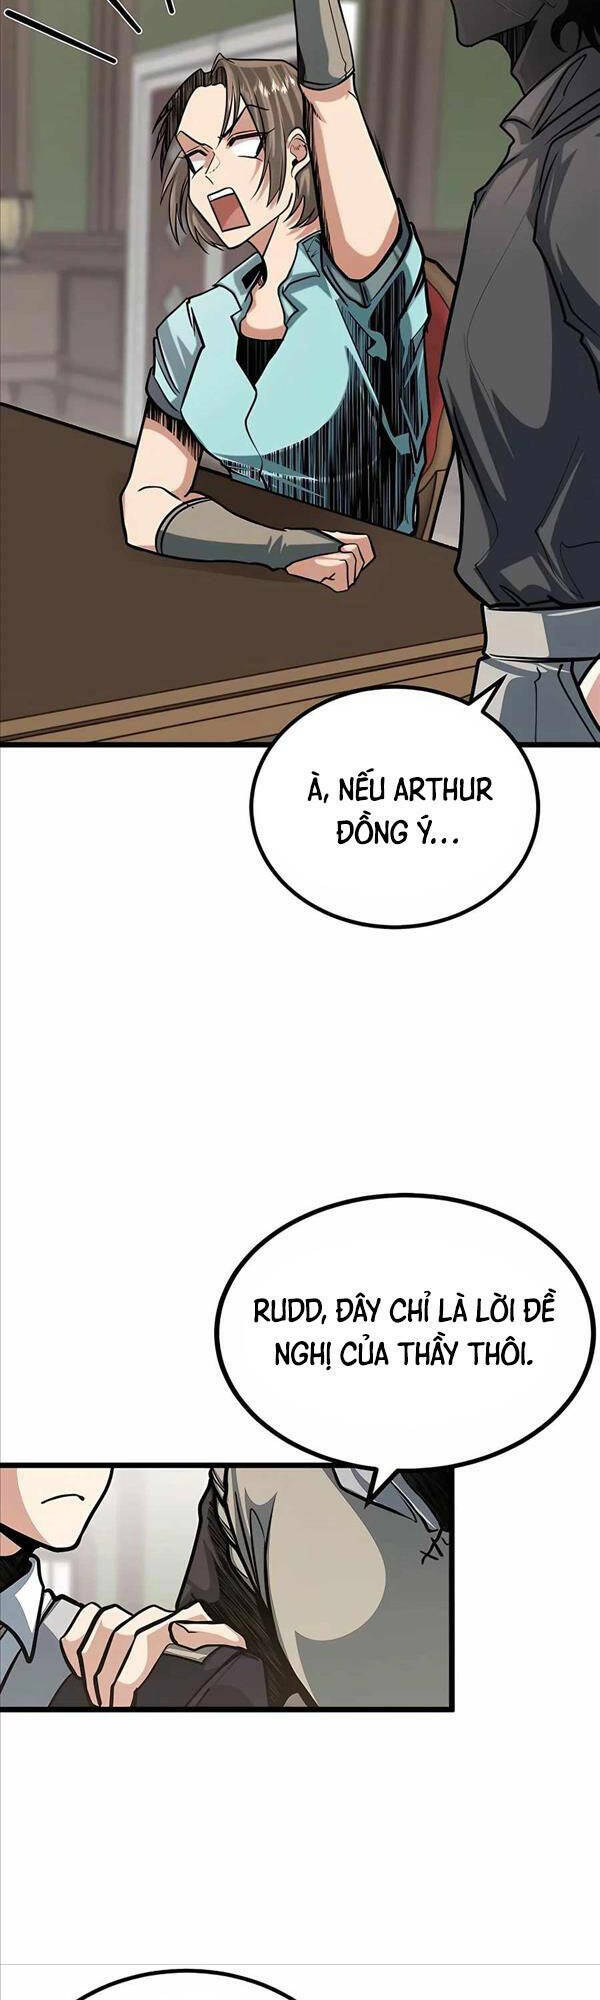 À, NẾU ARTHUR
ĐỒNG Ý...
RUDD, ĐÂY CHỈ LÀ LỜI ĐỀ
NGHỊ CỦA THẦY THÔI.